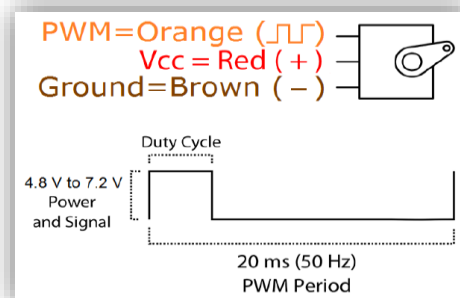 PWM=Orange (⎍⎍)
Vcc = Red ( + )
Ground=Brown ( − )
Duty Cycle
4.8 V to 7.2 V
Power
and Signal
20 ms (50 Hz)
PWM Period